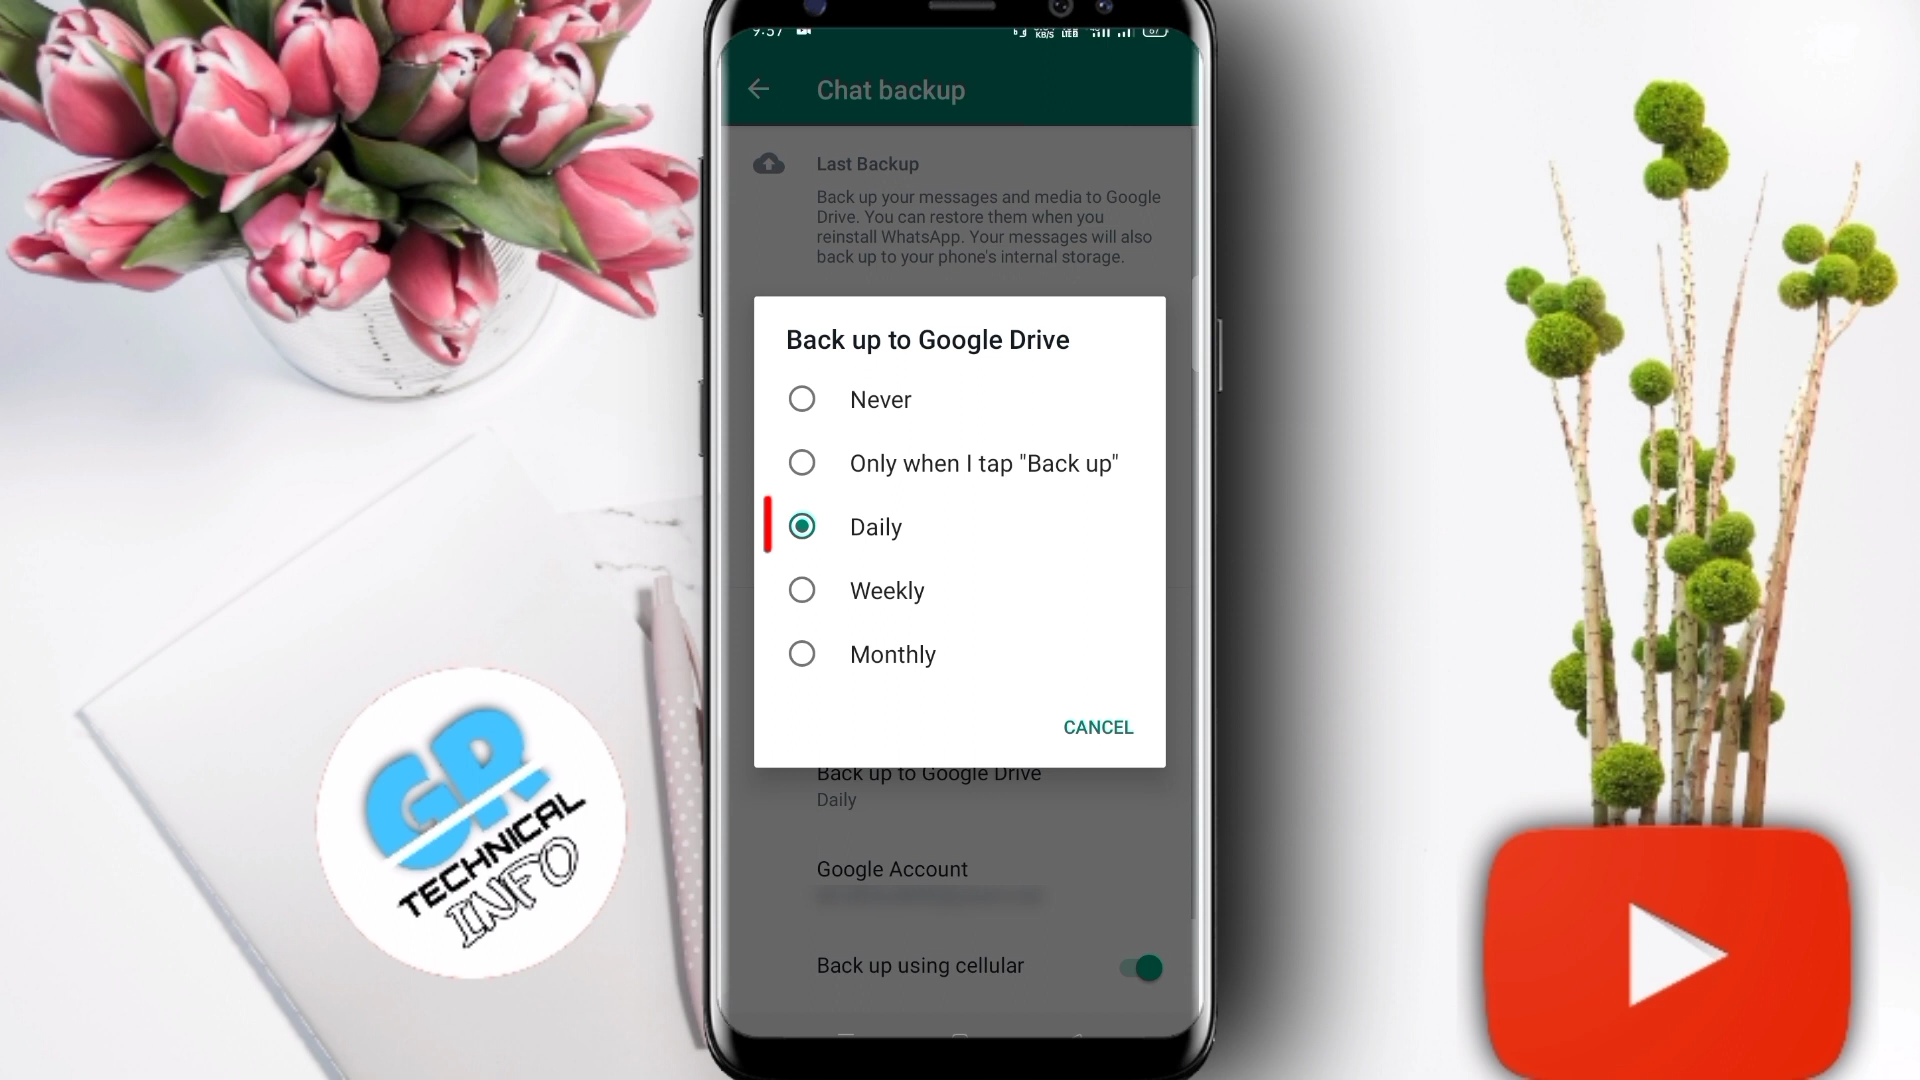 9:57
KB/S
Chat backup
Last Backup
Back up your messages and media to Google
Drive. You can restore them when you
reinstall WhatsApp. Your messages will also
back up to your phone's internal storage.
Back up to Google Drive
Never
Only when I tap "Back up"
Daily
Weekly
Monthly
CANCEL
Back up to Google Drive
Daily
Google Account
Back up using cellular
GR
TECHNICAL
INFO